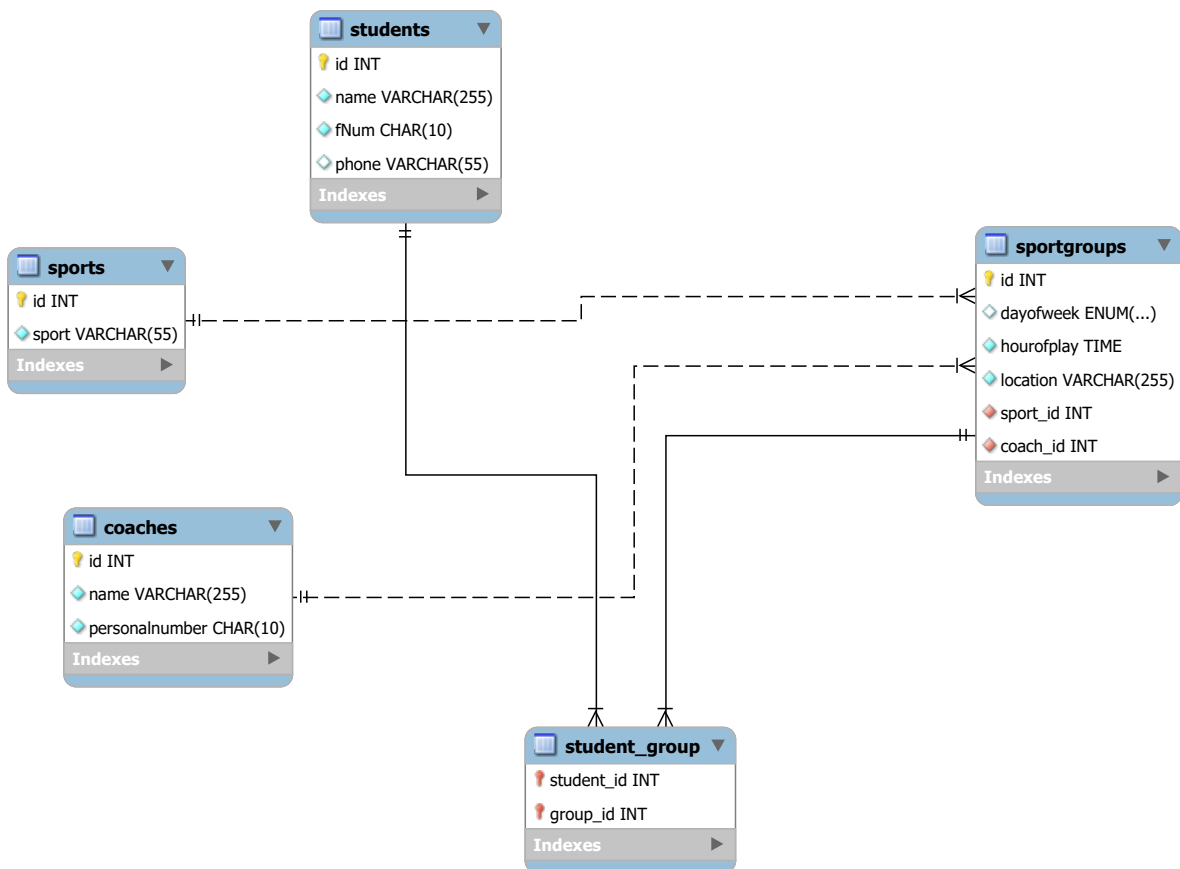 students
id INT
name VARCHAR(255)
fNum CHAR(10)
phone VARCHAR(55)
Indexes
sports
id INT
sport VARCHAR(55)
Indexes
sportgroups
id INT
dayofweek ENUM(...)
hourofplay TIME
location VARCHAR(255)
sport_id INT
coach_id INT
Indexes
coaches
id INT
name VARCHAR(255)
personalnumber CHAR(10)
Indexes
student_group
student_id INT
group_id INT
Indexes